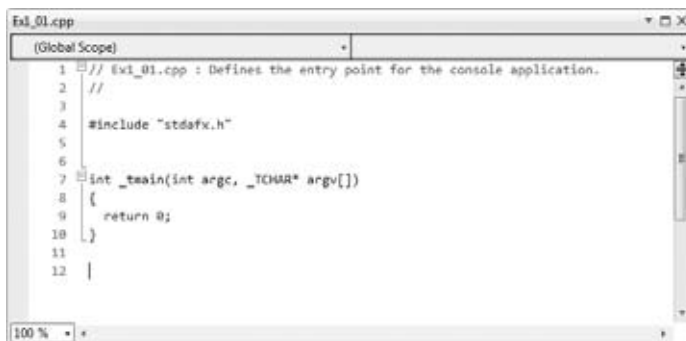 Ex1_01.cpp
(Global Scope)
1 // Ex1_01.cpp : Defines the entry point for the console application.
2 //
3
4 #include "stdafx.h"
5
6
7 int _tmain(int argc, _TCHAR* argv[])
8 {
9 return 0;
10 }
11
12
100 %